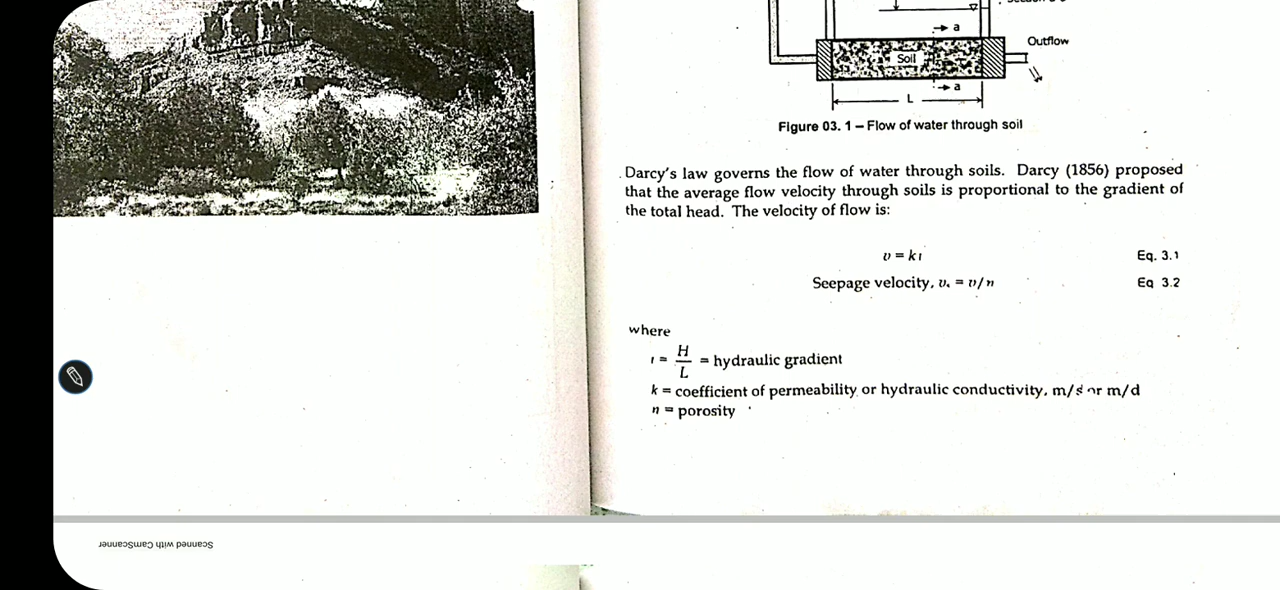 a
Outflow
Soil
a
L
Figure 03. 1 – Flow of water through soil
Darcy's law governs the flow of water through soils. Darcy (1856) proposed
that the average flow velocity through soils is proportional to the gradient of
the total head. The velocity of flow is:
v = ki Eq. 3.1
Seepage velocity, vs = v/n Eq 3.2
where
i = H/L = hydraulic gradient
k = coefficient of permeability or hydraulic conductivity, m/s or m/d
n = porosity
Scanned with CamScanner